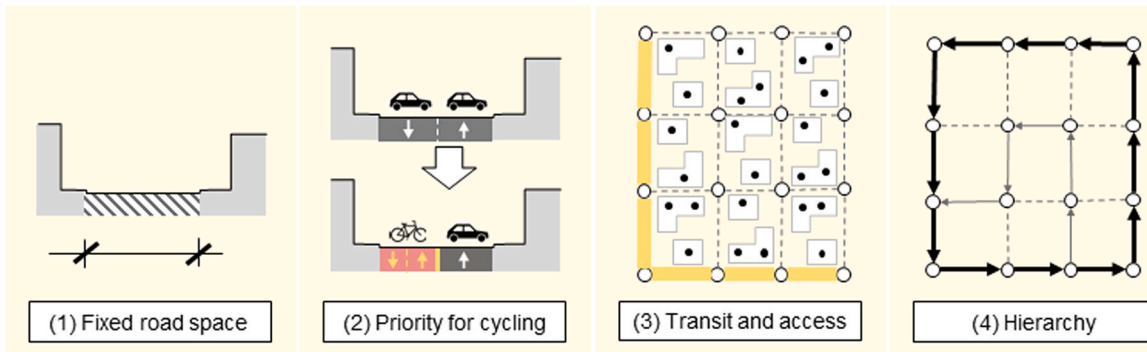 (1) Fixed road space
(2) Priority for cycling
(3) Transit and access
(4) Hierarchy